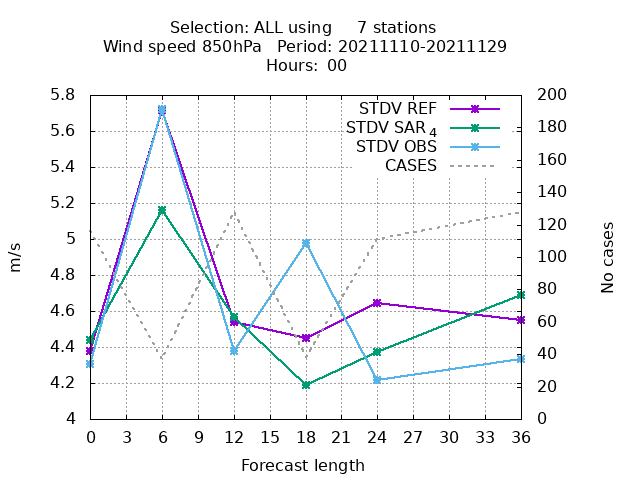 Selection: ALL using     7 stations
Wind speed 850hPa   Period: 20211110-20211129
Hours:  00
STDV REF
STDV SAR 4
STDV OBS
CASES
5.8
5.6
5.4
5.2
5
4.8
4.6
4.4
4.2
4
m/s
200
180
160
140
120
100
80
60
40
20
0
No cases
0 3 6 9 12 15 18 21 24 27 30 33 36
Forecast length